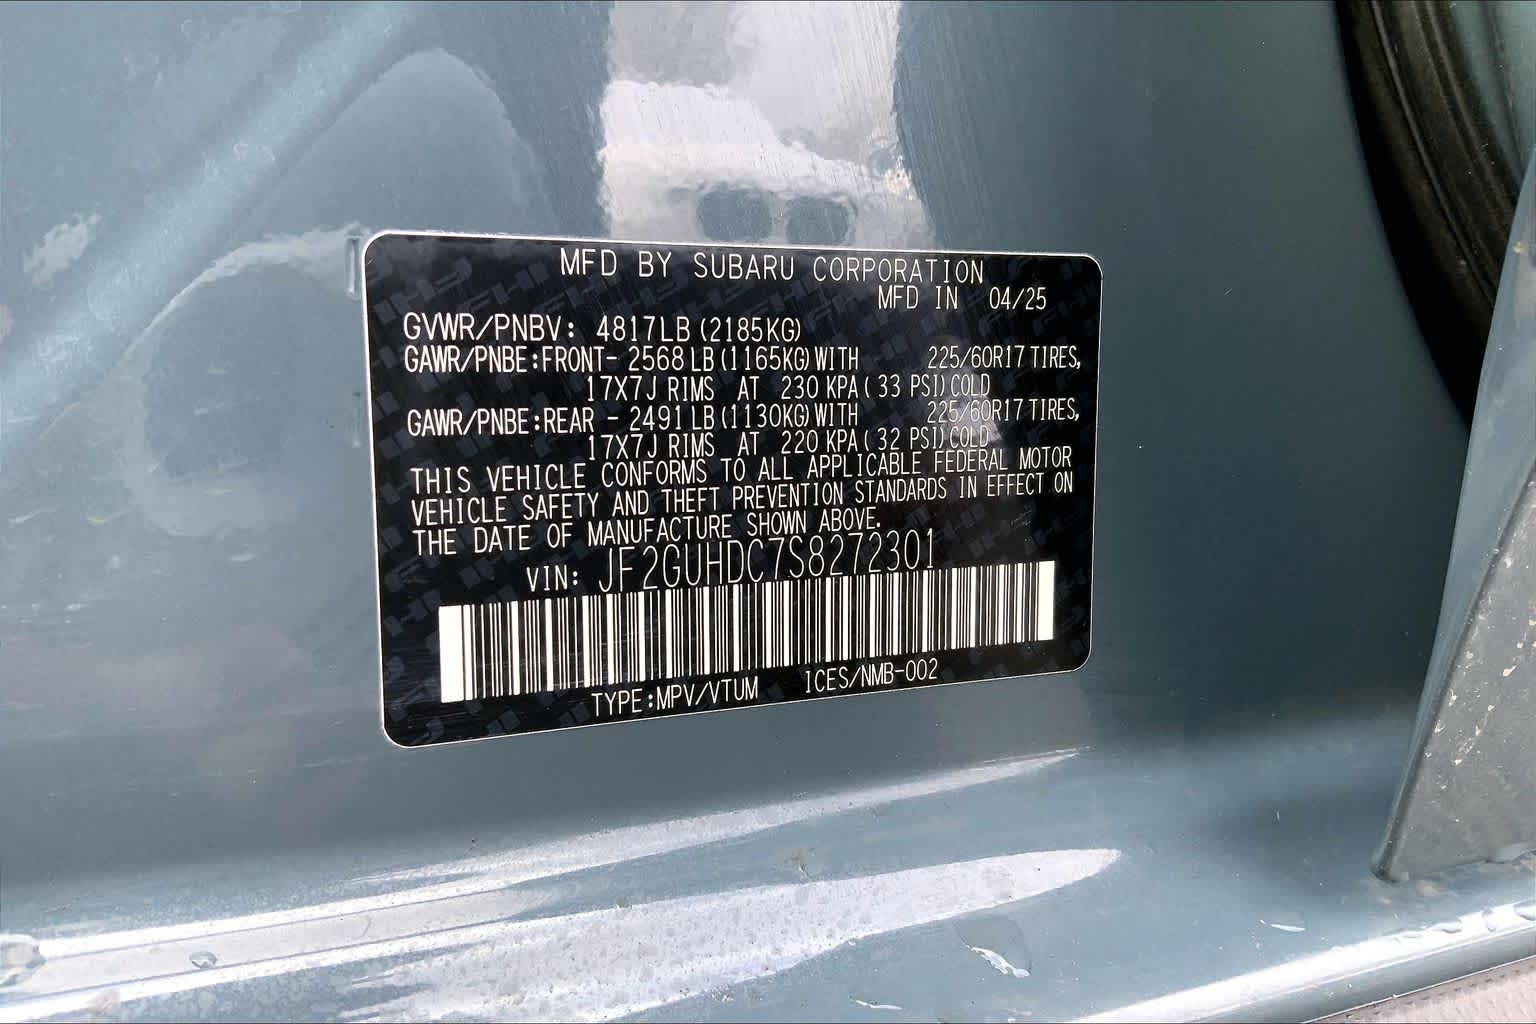 MFD BY SUBARU CORPORATION
MFD IN 04/25
GVWR/PNBV: 4817LB (2185KG)
GAWR/PNBE:FRONT- 2568 LB (1165KG) WITH 225/60R17 TIRES,
17X7J RIMS AT 230 KPA ( 33 PSI) COLD
GAWR/PNBE:REAR - 2491 LB (1130KG) WITH 225/60R17 TIRES,
17X7J RIMS AT 220 KPA ( 32 PSI) COLD
THIS VEHICLE CONFORMS TO ALL APPLICABLE FEDERAL MOTOR
VEHICLE SAFETY AND THEFT PREVENTION STANDARDS IN EFFECT ON
THE DATE OF MANUFACTURE SHOWN ABOVE.
VIN: JF2GUHDC7S8272301
TYPE:MPV/VTUM ICES/NMB-002